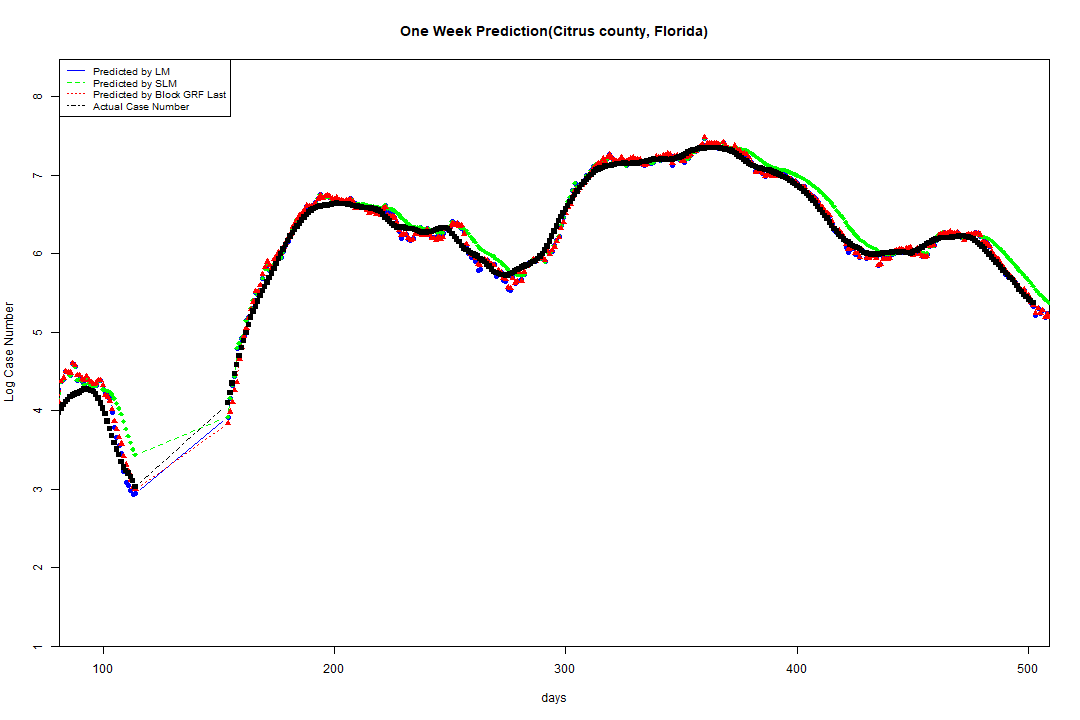 One Week Prediction(Citrus county, Florida)
Predicted by LM
Predicted by SLM
Predicted by Block GRF Last
Actual Case Number
8
7
6
5
4
3
2
1
Log Case Number
100 200 300 400 500
days